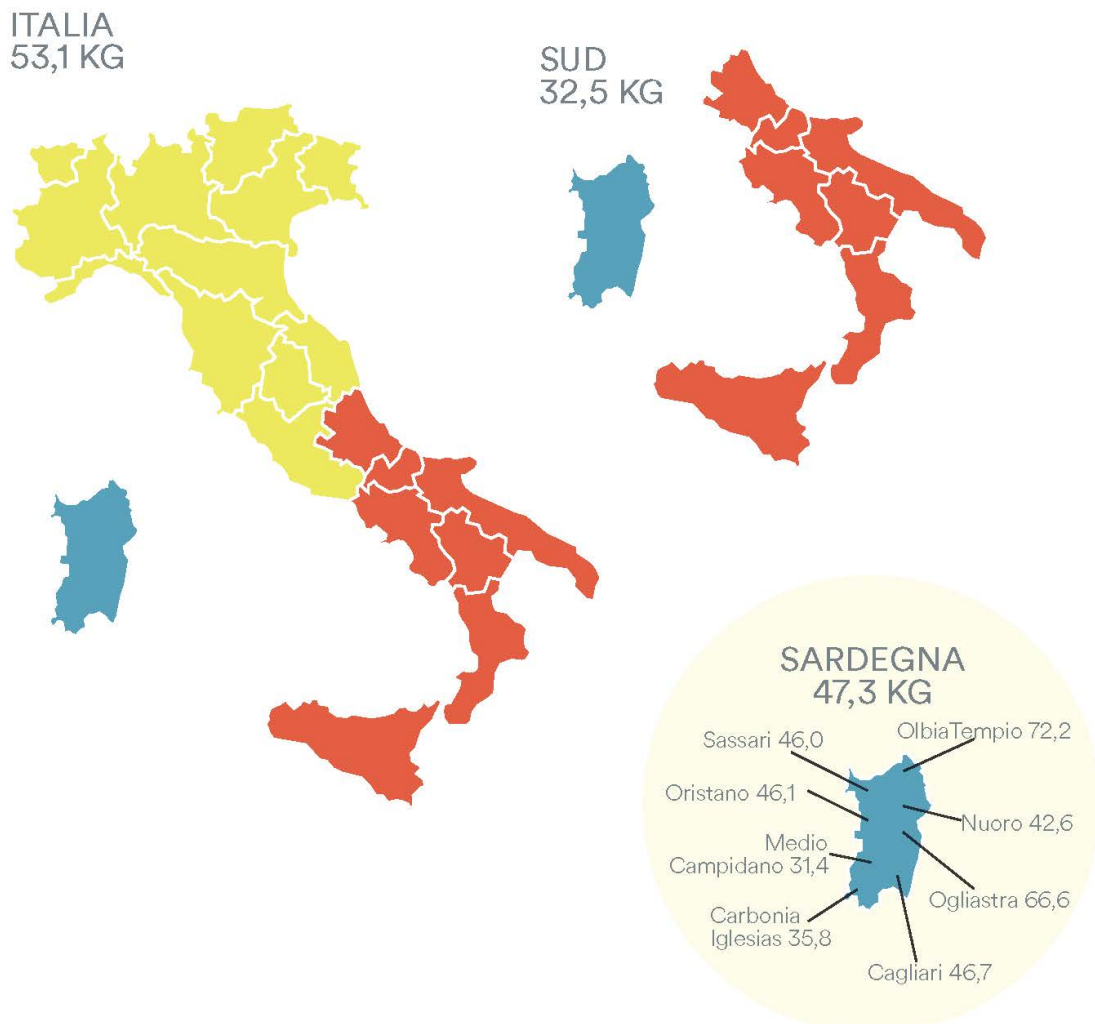 ITALIA
53,1 KG
SUD
32,5 KG
SARDEGNA
47,3 KG
OlbiaTempio 72,2
Sassari 46,0
Oristano 46,1
Nuoro 42,6
Medio
Campidano 31,4
Ogliastra 66,6
Carbonia
Iglesias 35,8
Cagliari 46,7